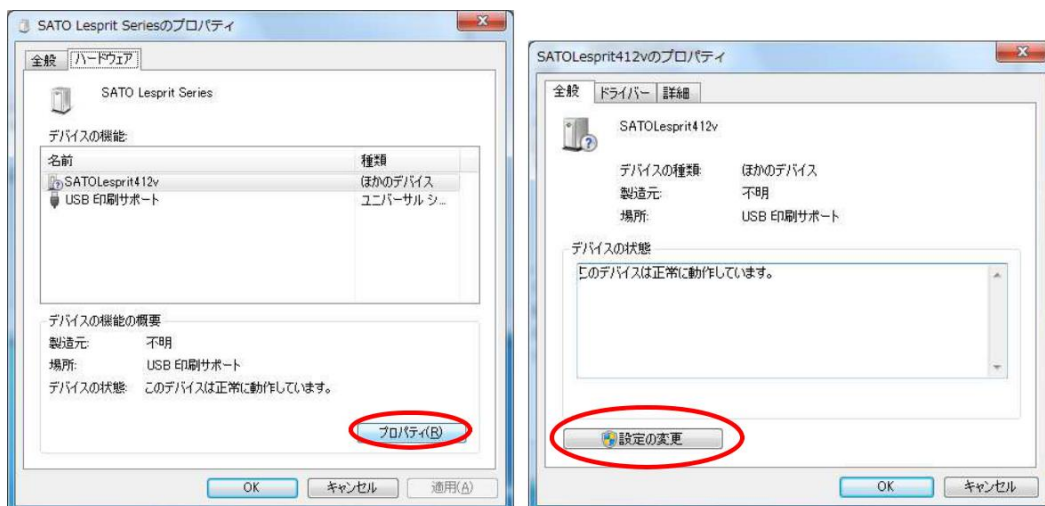 SATO Lesprit Seriesのプロパティ
全般 ハードウェア
SATO Lesprit Series
デバイスの機能:
名前 種類
SATOLesprit412v ほかのデバイス
USB 印刷サポート ユニバーサル シ...
デバイスの機能の概要
製造元: 不明
場所: USB 印刷サポート
デバイスの状態: このデバイスは正常に動作しています。
プロパティ(R)
OK キャンセル 適用(A)
SATOLesprit412vのプロパティ
全般 ドライバー 詳細
SATOLesprit412v
デバイスの種類: ほかのデバイス
製造元: 不明
場所: USB 印刷サポート
デバイスの状態
このデバイスは正常に動作しています。
設定の変更
OK キャンセル